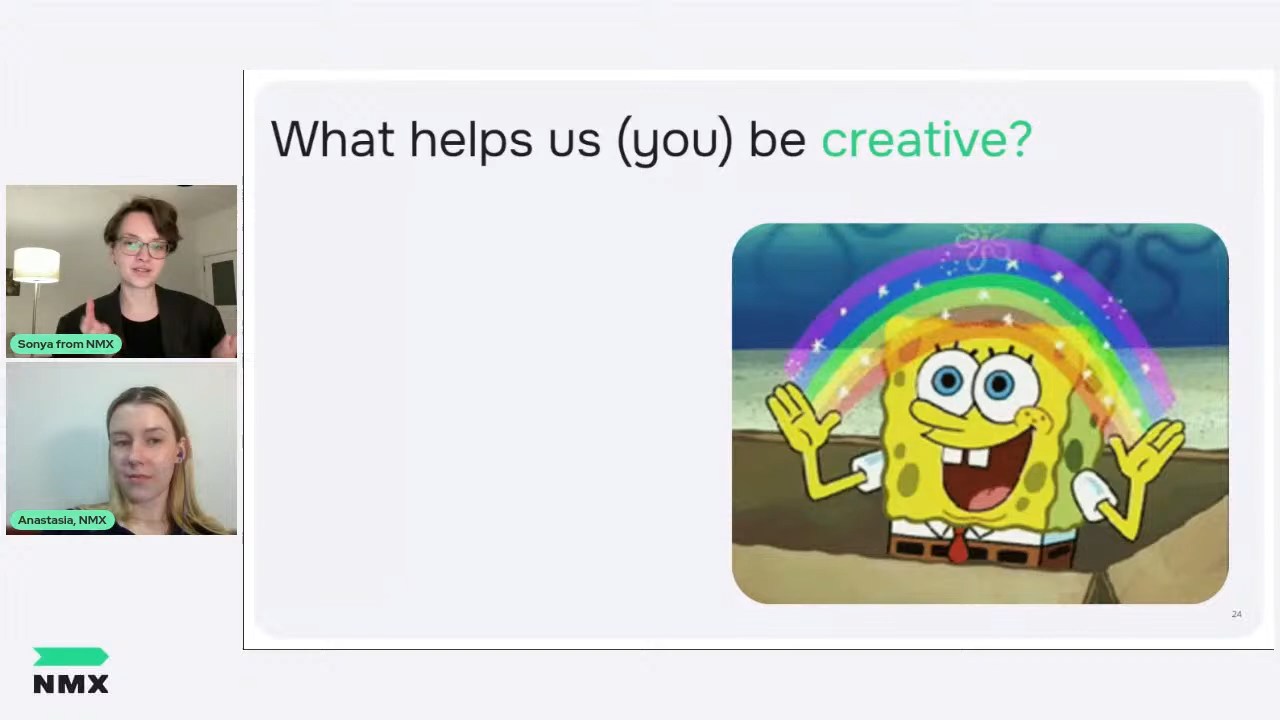 What helps us (you) be creative?
Sonya from NMX
Anastasia, NMX
24
NMX